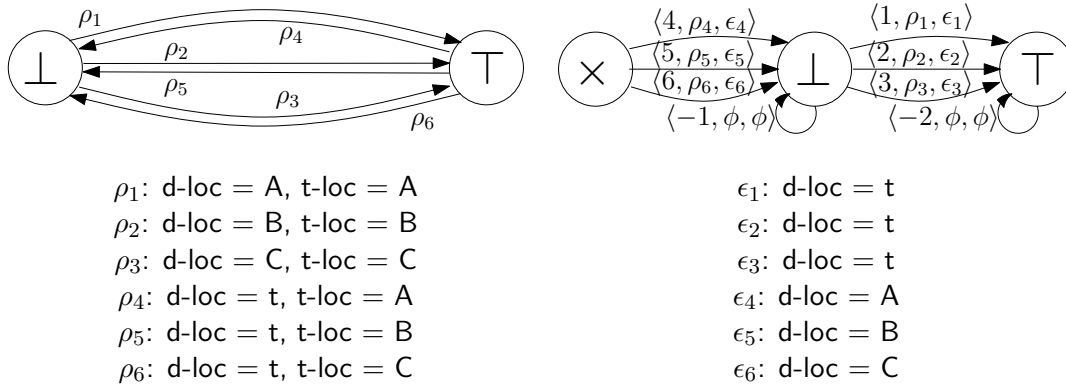 ρ1 ρ4
ρ2
⊥ ⊤
ρ5
ρ3
ρ6
⟨4, ρ4, ϵ4⟩ ⟨1, ρ1, ϵ1⟩
⟨5, ρ5, ϵ5⟩ ⟨2, ρ2, ϵ2⟩
× ⊥ ⊤
⟨6, ρ6, ϵ6⟩ ⟨3, ρ3, ϵ3⟩
⟨−1, ϕ, ϕ⟩ ⟨−2, ϕ, ϕ⟩
ρ1: d-loc = A, t-loc = A
ρ2: d-loc = B, t-loc = B
ρ3: d-loc = C, t-loc = C
ρ4: d-loc = t, t-loc = A
ρ5: d-loc = t, t-loc = B
ρ6: d-loc = t, t-loc = C
ϵ1: d-loc = t
ϵ2: d-loc = t
ϵ3: d-loc = t
ϵ4: d-loc = A
ϵ5: d-loc = B
ϵ6: d-loc = C